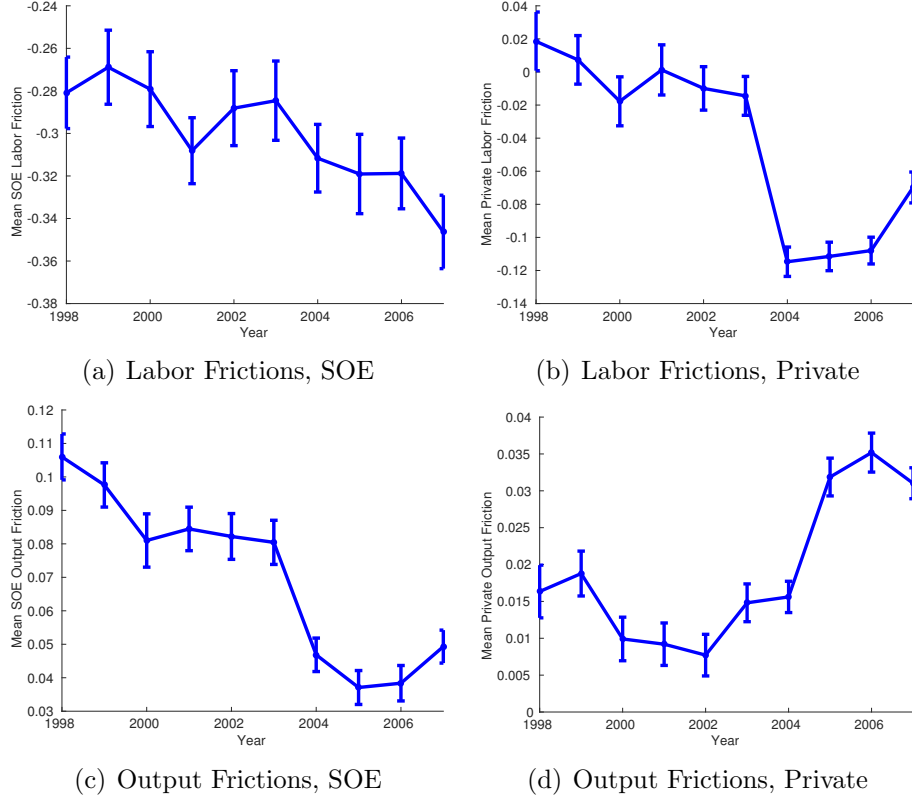 -0.24
-0.26
-0.28
-0.3
-0.32
-0.34
-0.36
-0.38
Mean SOE Labor Friction
1998 2000 2002 2004 2006
Year
(a) Labor Frictions, SOE
0.04
0.02
0
-0.02
-0.04
-0.06
-0.08
-0.1
-0.12
-0.14
Mean Private Labor Friction
1998 2000 2002 2004 2006
Year
(b) Labor Frictions, Private
0.12
0.11
0.1
0.09
0.08
0.07
0.06
0.05
0.04
0.03
Mean SOE Output Friction
1998 2000 2002 2004 2006
Year
(c) Output Frictions, SOE
0.04
0.035
0.03
0.025
0.02
0.015
0.01
0.005
0
Mean Private Output Friction
1998 2000 2002 2004 2006
Year
(d) Output Frictions, Private